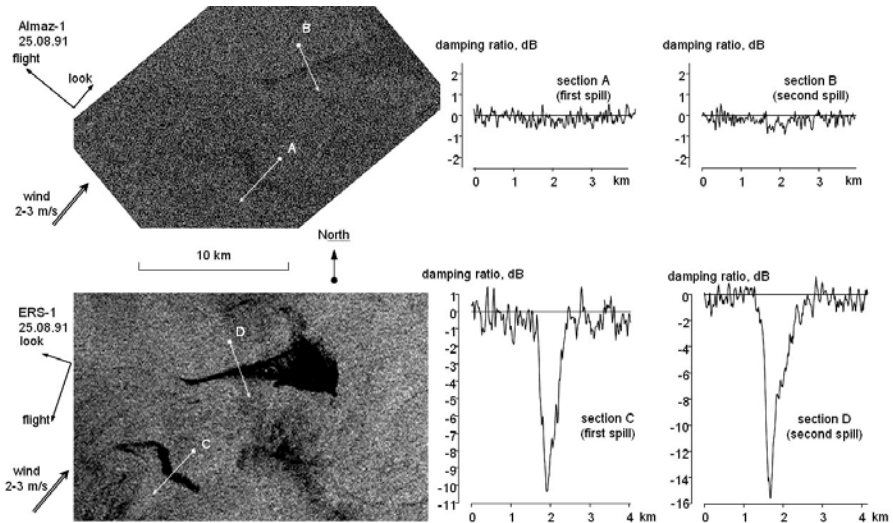 Almaz-1
25.08.91
flight
look
wind
2-3 m/s
B
A
damping ratio, dB
2
1
0
-1
-2
section A
(first spill)
0 1 2 3 km
damping ratio, dB
2
1
0
-1
-2
section B
(second spill)
0 1 2 3 km
10 km
North
ERS-1
25.08.91
look
flight
wind
2-3 m/s
D
C
damping ratio, dB
1
0
-1
-2
-3
-4
-5
-6
-7
-8
-9
-10
-11
section C
(first spill)
0 1 2 3 4 km
damping ratio, dB
0
-2
-4
-6
-8
-10
-12
-14
-16
section D
(second spill)
0 1 2 3 4 km